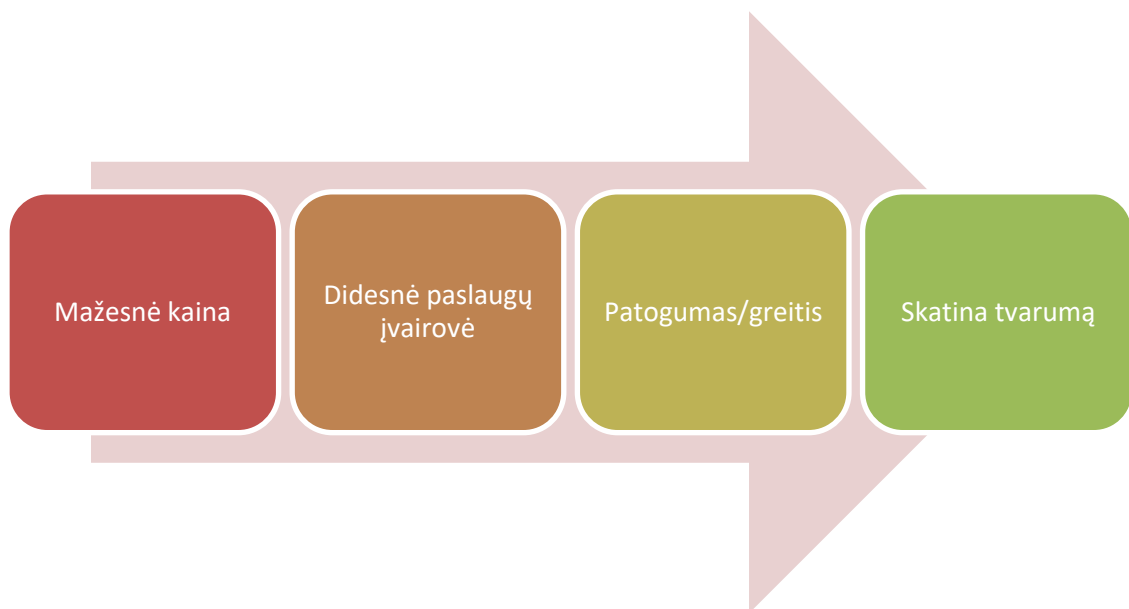 Mažesnė kaina
Didesnė paslaugų
įvairovė
Patogumas/greitis
Skatina tvarumą